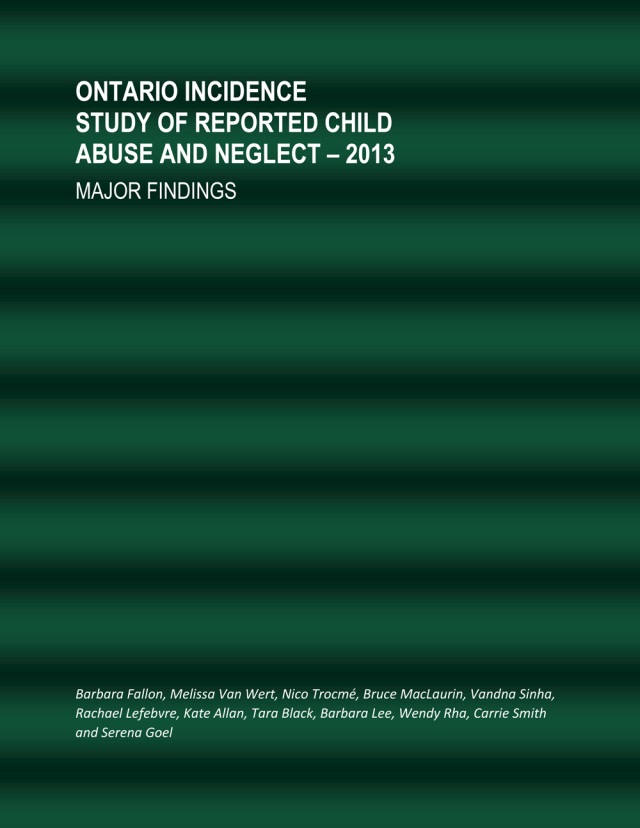 ONTARIO INCIDENCE
STUDY OF REPORTED CHILD
ABUSE AND NEGLECT – 2013
MAJOR FINDINGS
Barbara Fallon, Melissa Van Wert, Nico Trocmé, Bruce MacLaurin, Vandna Sinha,
Rachael Lefebvre, Kate Allan, Tara Black, Barbara Lee, Wendy Rha, Carrie Smith
and Serena Goel